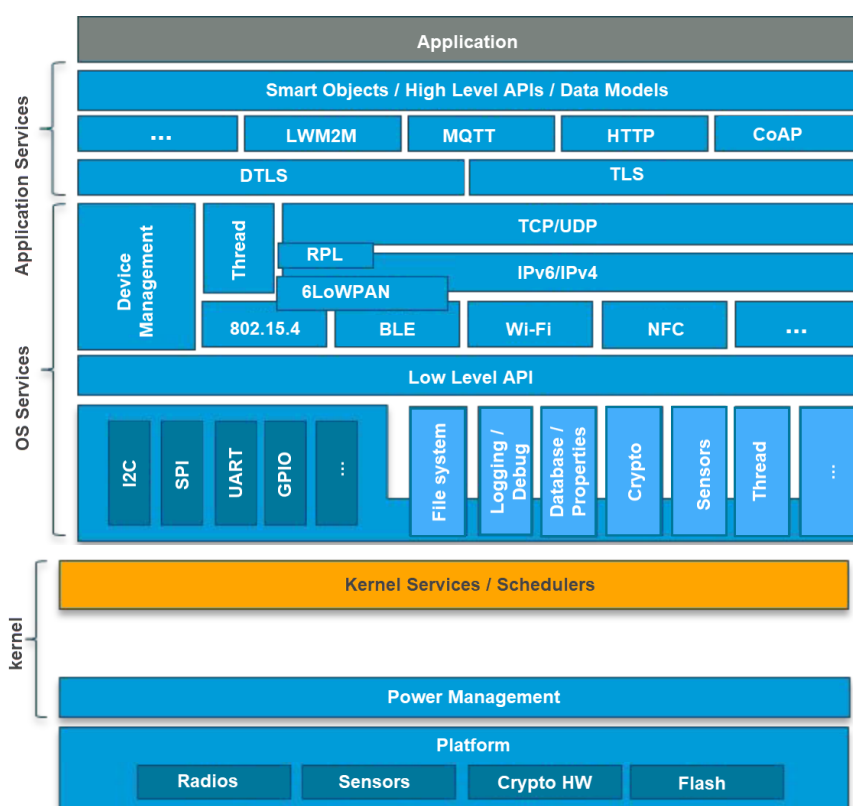 Application
Application Services
Smart Objects / High Level APIs / Data Models
...
LWM2M
MQTT
HTTP
CoAP
DTLS
TLS
OS Services
Device
Management
Thread
TCP/UDP
RPL
IPv6/IPv4
6LoWPAN
802.15.4
BLE
Wi-Fi
NFC
...
Low Level API
I2C
SPI
UART
GPIO
...
File system
Logging /
Debug
Database /
Properties
Crypto
Sensors
Thread
...
kernel
Kernel Services / Schedulers
Power Management
Platform
Radios
Sensors
Crypto HW
Flash